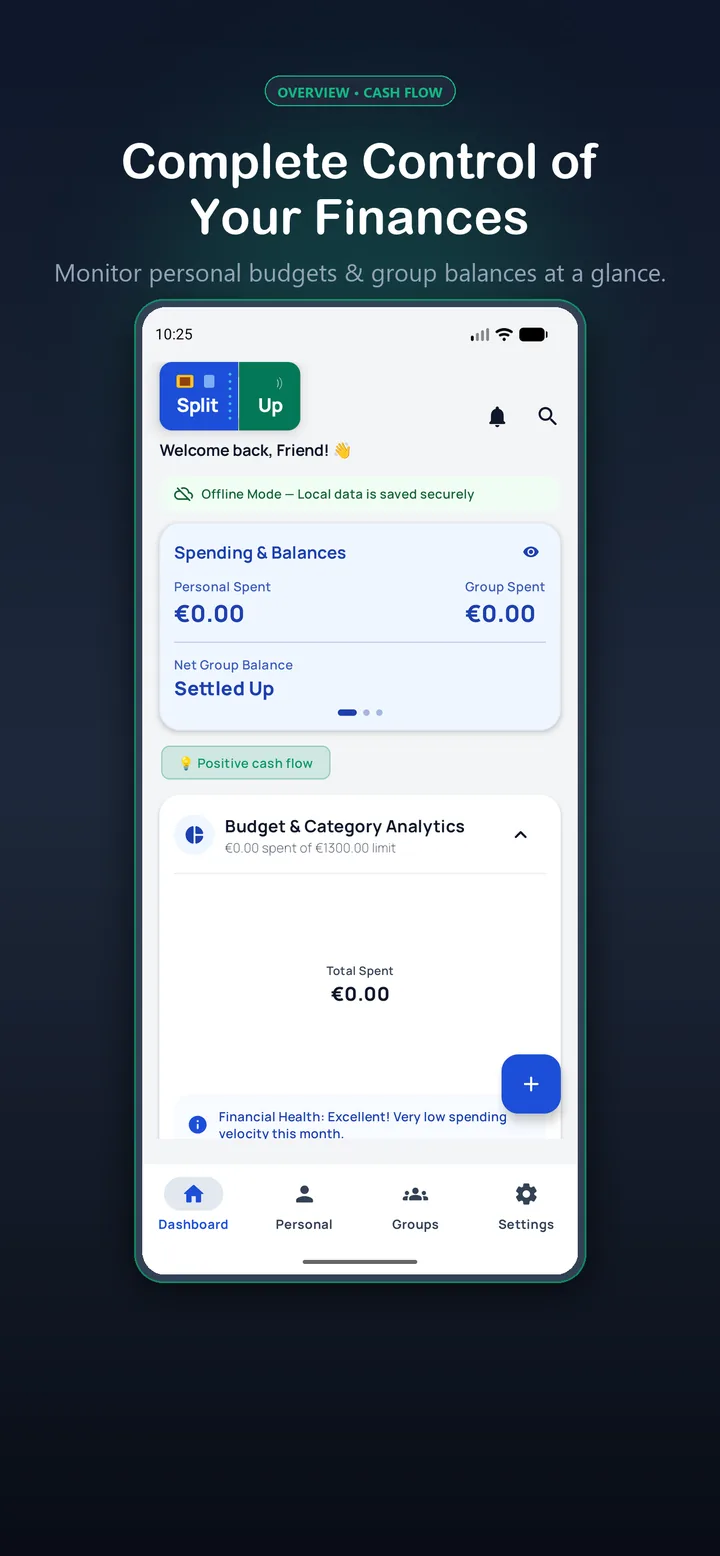 OVERVIEW • CASH FLOW
Complete Control of
Your Finances
Monitor personal budgets & group balances at a glance.
10:25
Split Up
Welcome back, Friend! 👋
Offline Mode — Local data is saved securely
Spending & Balances
Personal Spent Group Spent
€0.00 €0.00
Net Group Balance
Settled Up
💡 Positive cash flow
Budget & Category Analytics
€0.00 spent of €1300.00 limit
Total Spent
€0.00
+
Financial Health: Excellent! Very low spending
velocity this month.
Dashboard Personal Groups Settings